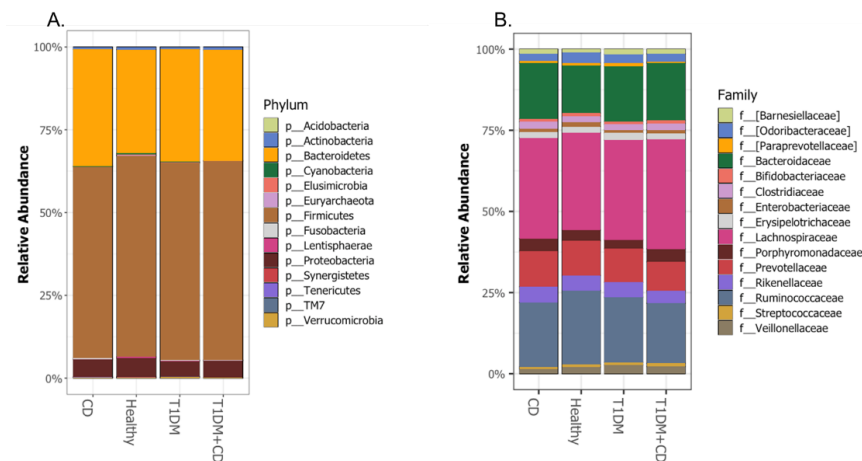 A.
Relative Abundance
100%
75%
50%
25%
0%
CD
Healthy
T1DM
T1DM+CD
Phylum
p__Acidobacteria
p__Actinobacteria
p__Bacteroidetes
p__Cyanobacteria
p__Elusimicrobia
p__Euryarchaeota
p__Firmicutes
p__Fusobacteria
p__Lentisphaerae
p__Proteobacteria
p__Synergistetes
p__Tenericutes
p__TM7
p__Verrucomicrobia
B.
Relative Abundance
100%
75%
50%
25%
0%
CD
Healthy
T1DM
T1DM+CD
Family
f__[Barnesiellaceae]
f__[Odoribacteraceae]
f__[Paraprevotellaceae]
f__Bacteroidaceae
f__Bifidobacteriaceae
f__Clostridiaceae
f__Enterobacteriaceae
f__Erysipelotrichaceae
f__Lachnospiraceae
f__Porphyromonadaceae
f__Prevotellaceae
f__Rikenellaceae
f__Ruminococcaceae
f__Streptococcaceae
f__Veillonellaceae